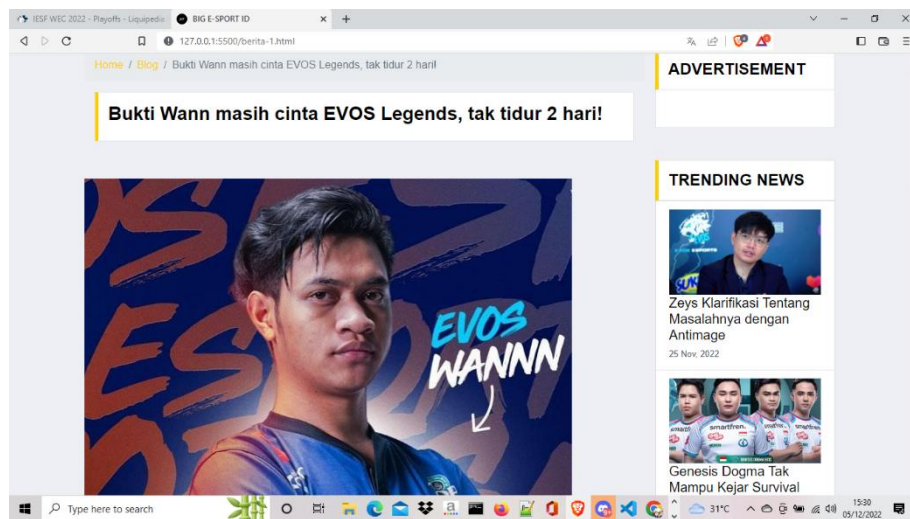 IESF WEC 2022 - Playoffs - Liquipedia
BIG E-SPORT ID
127.0.0.1:5500/berita-1.html
Home / Blog / Bukti Wann masih cinta EVOS Legends, tak tidur 2 hari!
Bukti Wann masih cinta EVOS Legends, tak tidur 2 hari!
EVOS
WANNN
ADVERTISEMENT
TRENDING NEWS
Zeys Klarifikasi Tentang
Masalahnya dengan
Antimage
25 Nov, 2022
smartfren.
Genesis Dogma Tak
Mampu Kejar Survival
Type here to search
31°C
15:30
05/12/2022